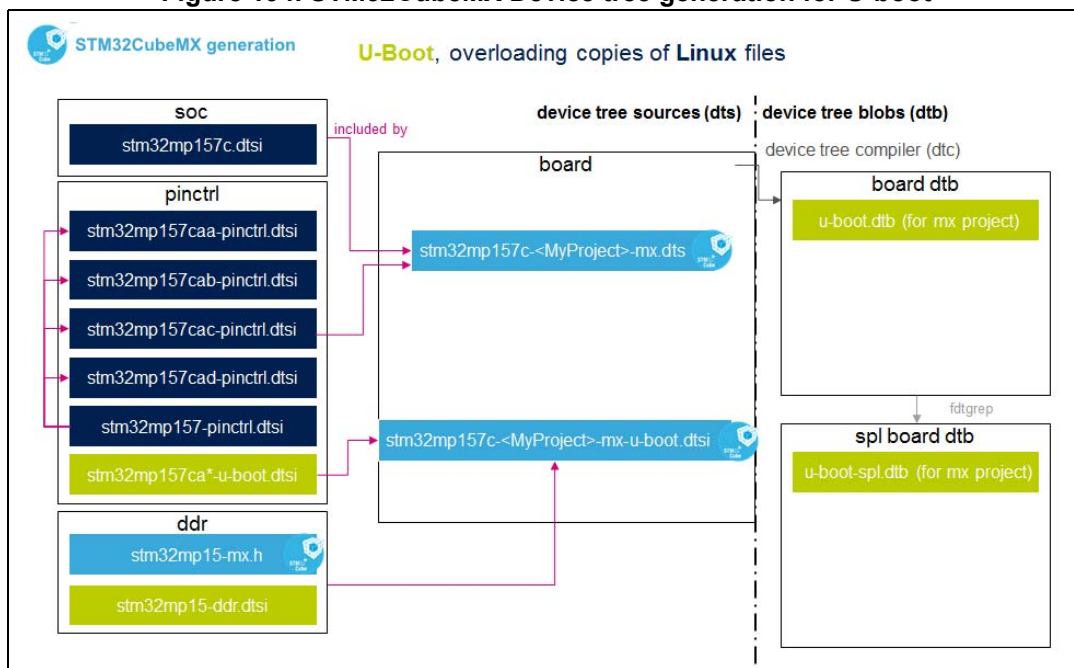 STM32CubeMX generation
U-Boot, overloading copies of Linux files
soc
stm32mp157c.dtsi
included by
device tree sources (dts)
device tree blobs (dtb)
device tree compiler (dtc)
pinctrl
stm32mp157caa-pinctrl.dtsi
stm32mp157cab-pinctrl.dtsi
stm32mp157cac-pinctrl.dtsi
stm32mp157cad-pinctrl.dtsi
stm32mp157-pinctrl.dtsi
stm32mp157ca*-u-boot.dtsi
ddr
stm32mp15-mx.h
stm32mp15-ddr.dtsi
board
stm32mp157c-<MyProject>-mx.dts
stm32mp157c-<MyProject>-mx-u-boot.dtsi
board dtb
u-boot.dtb (for mx project)
fdtgrep
spl board dtb
u-boot-spl.dtb (for mx project)